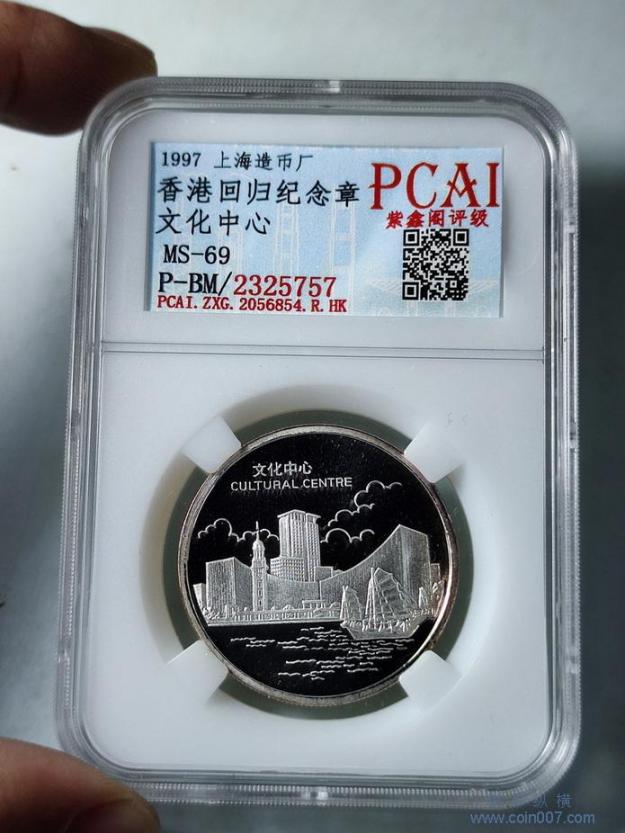 1997 上海造币厂
香港回归纪念章
文化中心
MS-69
P-BM/2325757
PCAI.ZXG.2056854.R.HK
PCAI
紫鑫阁评级
文化中心
CULTURAL.CENTRE
纵横
www.coin007.com